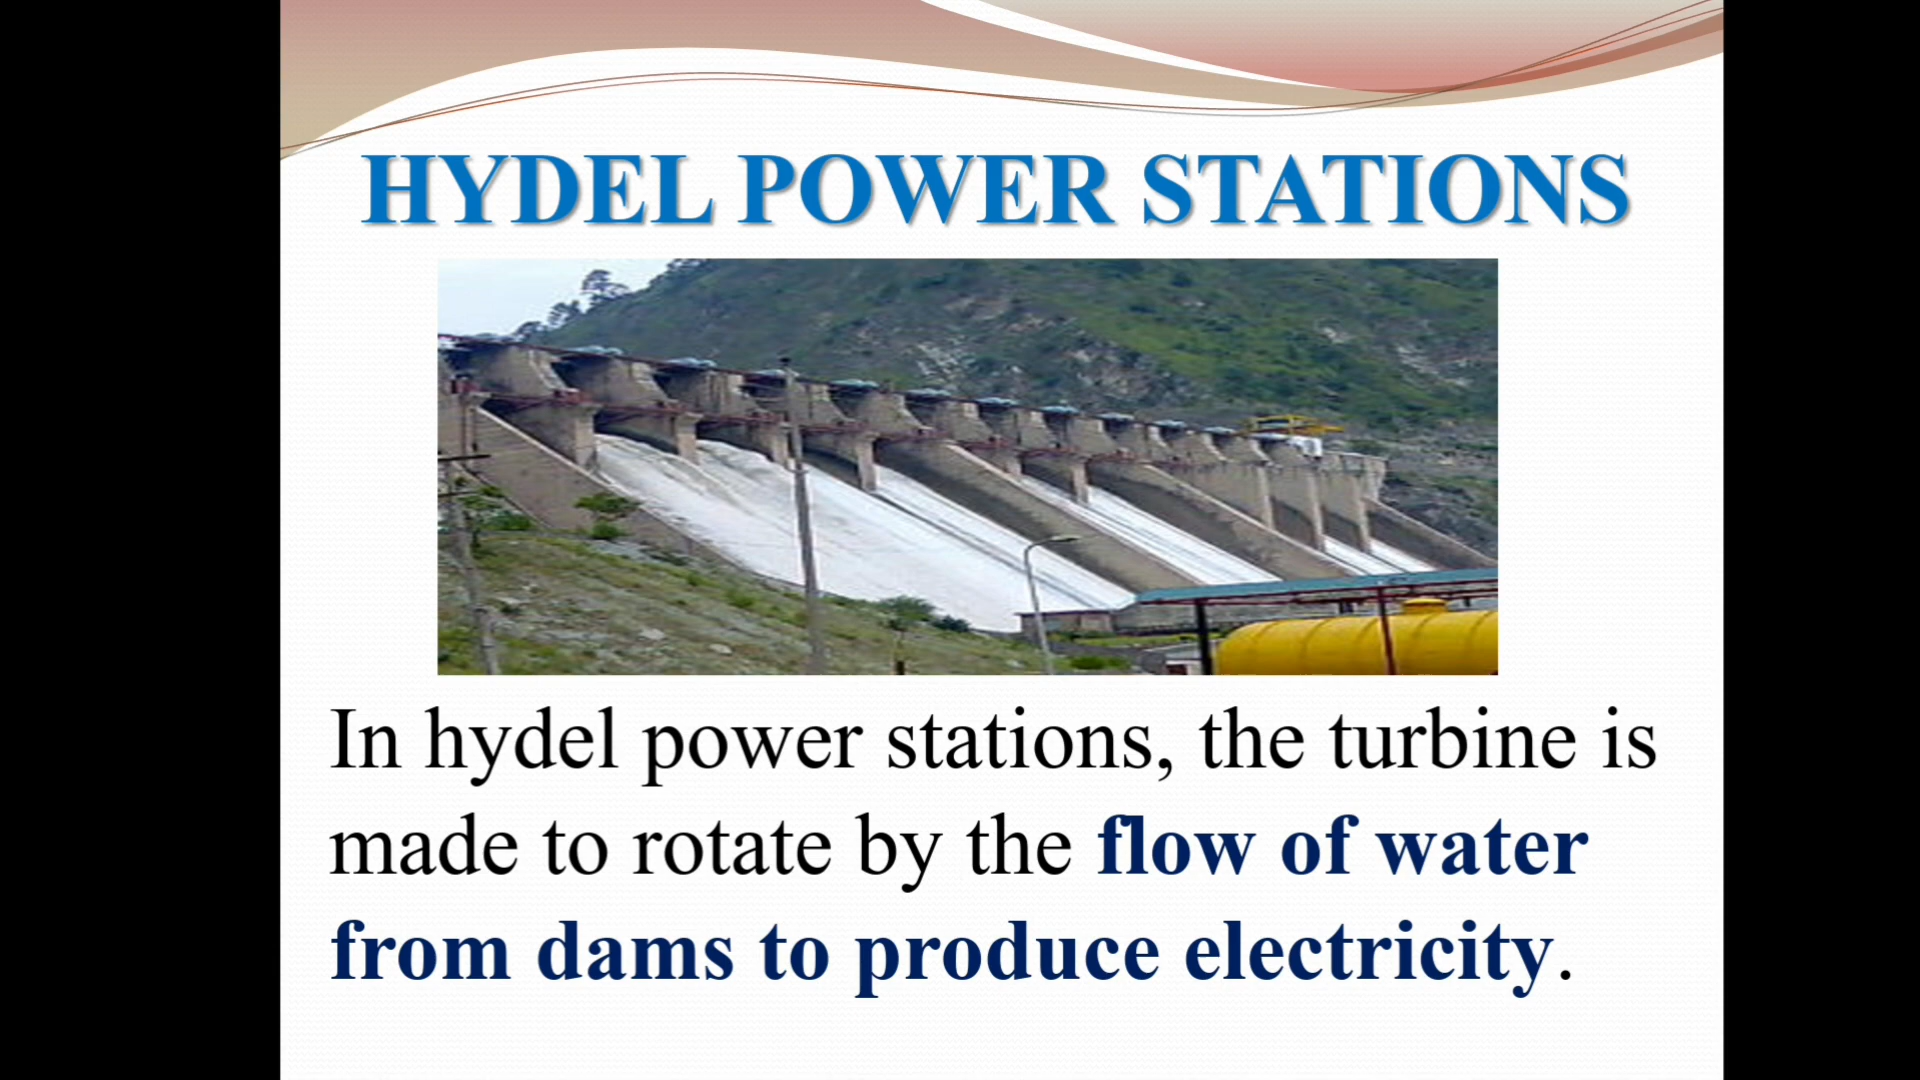 HYDEL POWER STATIONS
In hydel power stations, the turbine is
made to rotate by the flow of water
from dams to produce electricity.